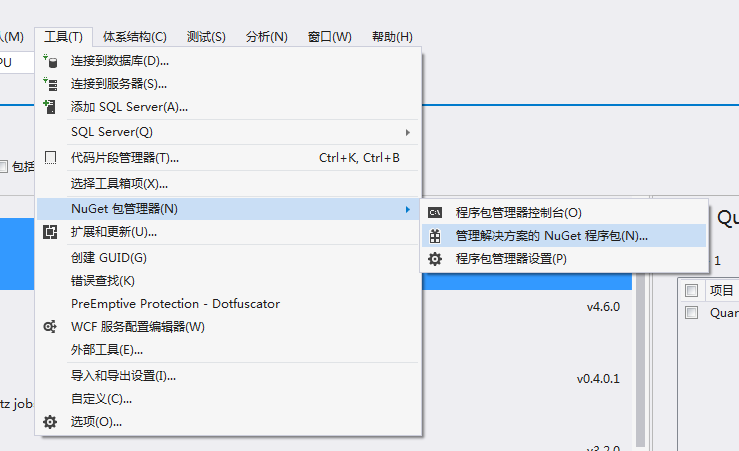 (M) 工具(T) 体系结构(C) 测试(S) 分析(N) 窗口(W) 帮助(H)
PU
连接到数据库(D)...
连接到服务器(S)...
添加 SQL Server(A)...
SQL Server(Q)
代码片段管理器(T)... Ctrl+K, Ctrl+B
包括
选择工具箱项(X)...
NuGet 包管理器(N)
程序包管理器控制台(O)
扩展和更新(U)...
管理解决方案的 NuGet 程序包(N)...
创建 GUID(G)
程序包管理器设置(P)
错误查找(K)
PreEmptive Protection - Dotfuscator
WCF 服务配置编辑器(W)
外部工具(E)...
导入和导出设置(I)...
自定义(C)...
选项(O)...
tz job
v4.6.0
v0.4.0.1
v3.2.0
Qu
1
项目
Quan